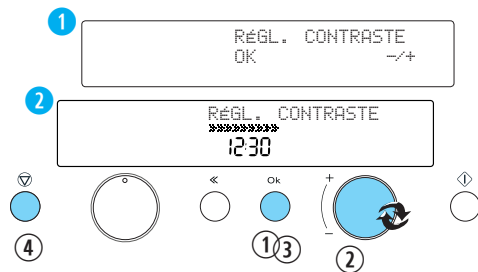 1
RéGL. CONTRASTE
OK -/+
2
RéGL. CONTRASTE
»»»»»»»»»
12:30
« Ok + −
④ ① ③ ②